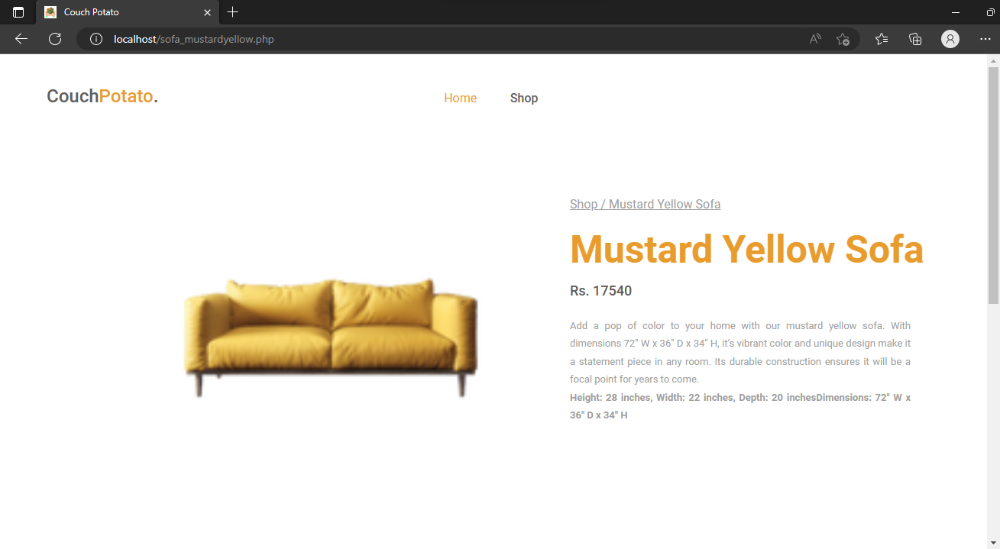 Couch Potato
localhost/sofa_mustardyellow.php
CouchPotato.
Home
Shop
Shop / Mustard Yellow Sofa
Mustard Yellow Sofa
Rs. 17540
Add a pop of color to your home with our mustard yellow sofa. With
dimensions 72" W x 36" D x 34" H, it's vibrant color and unique design make it
a statement piece in any room. Its durable construction ensures it will be a
focal point for years to come.
Height: 28 inches, Width: 22 inches, Depth: 20 inchesDimensions: 72" W x
36" D x 34" H